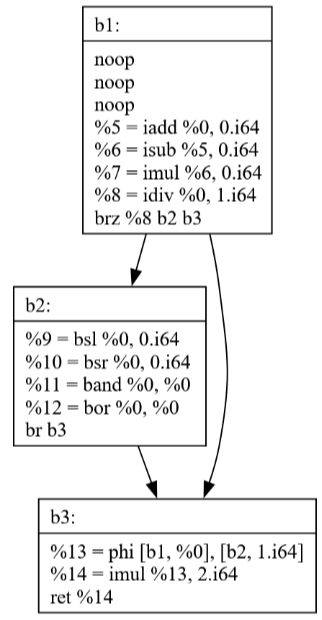 b1:
noop
noop
noop
%5 = iadd %0, 0.i64
%6 = isub %5, 0.i64
%7 = imul %6, 0.i64
%8 = idiv %0, 1.i64
brz %8 b2 b3
b2:
%9 = bsl %0, 0.i64
%10 = bsr %0, 0.i64
%11 = band %0, %0
%12 = bor %0, %0
br b3
b3:
%13 = phi [b1, %0], [b2, 1.i64]
%14 = imul %13, 2.i64
ret %14